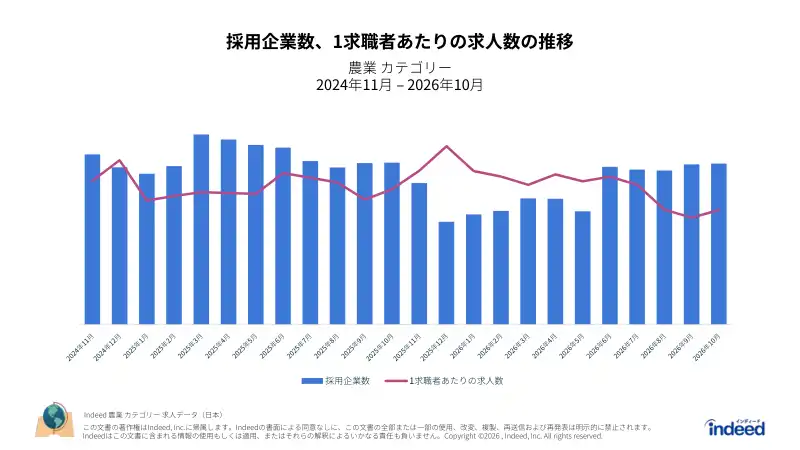 採用企業数、1求職者あたりの求人数の推移
農業 カテゴリー
2024年11月 – 2026年10月
2024年11月
2024年12月
2025年1月
2025年2月
2025年3月
2025年4月
2025年5月
2025年6月
2025年7月
2025年8月
2025年9月
2025年10月
2025年11月
2025年12月
2026年1月
2026年2月
2026年3月
2026年4月
2026年5月
2026年6月
2026年7月
2026年8月
2026年9月
2026年10月
採用企業数
1求職者あたりの求人数
Indeed 農業 カテゴリー 求人データ（日本）
この文書の著作権はIndeed, Inc.に帰属します。Indeedの書面による同意なしに、この文書の全部または一部の使用、改変、複製、再送信および再発表は明示的に禁止されます。
Indeedはこの文書に含まれる情報の使用もしくは適用、またはそれらの解釈によるいかなる責任も負いません。Copyright ©2026 , Indeed, Inc. All rights reserved.
インディード
indeed